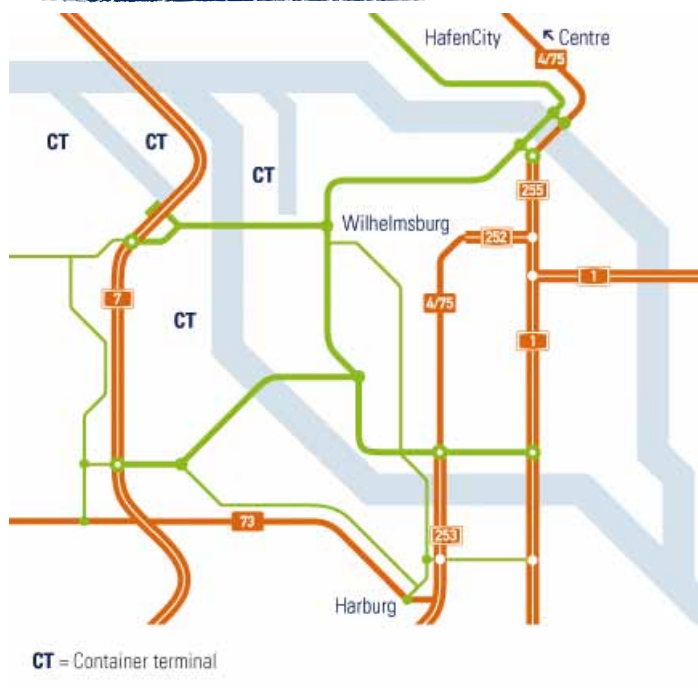 HafenCity
Centre
4/75
CT
CT
CT
255
Wilhelmsburg
252
1
7
4/75
CT
1
73
253
Harburg
CT = Container terminal